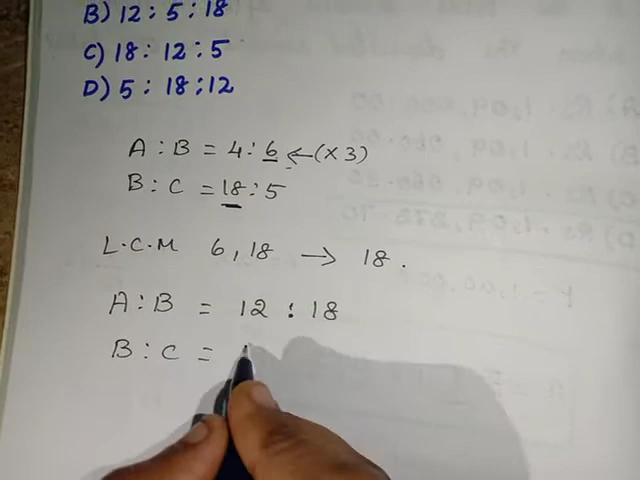 B) 12 : 5 : 18
C) 18 : 12 : 5
D) 5 : 18 : 12
A : B = 4 : 6 ← (× 3)
B : C = 18 : 5
L.C.M 6, 18 → 18.
A : B = 12 : 18
B : C =